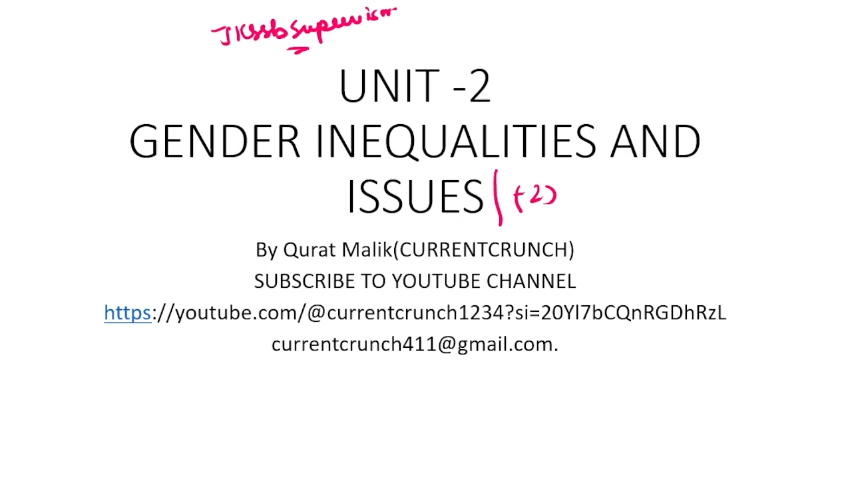 JKssb supervisor
UNIT -2
GENDER INEQUALITIES AND
ISSUES (+2)
By Qurat Malik(CURRENTCRUNCH)
SUBSCRIBE TO YOUTUBE CHANNEL
https://youtube.com/@currentcrunch1234?si=20Yl7bCQnRGDhRzL
currentcrunch411@gmail.com.